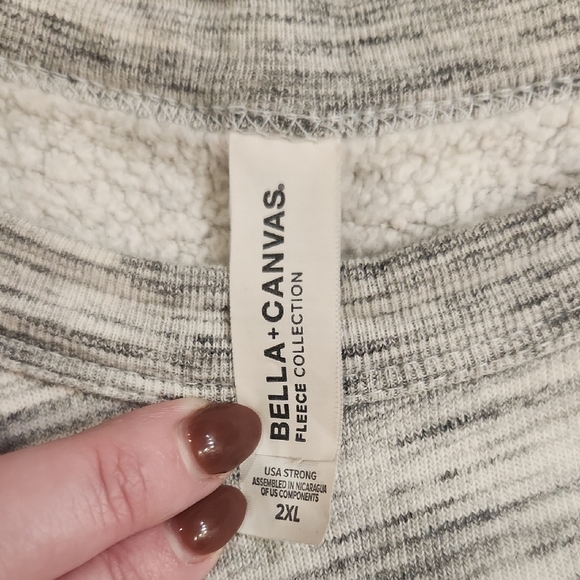 BELLA+CANVAS.
FLEECE COLLECTION
USA STRONG
ASSEMBLED IN NICARAGUA
OF US COMPONENTS
2XL